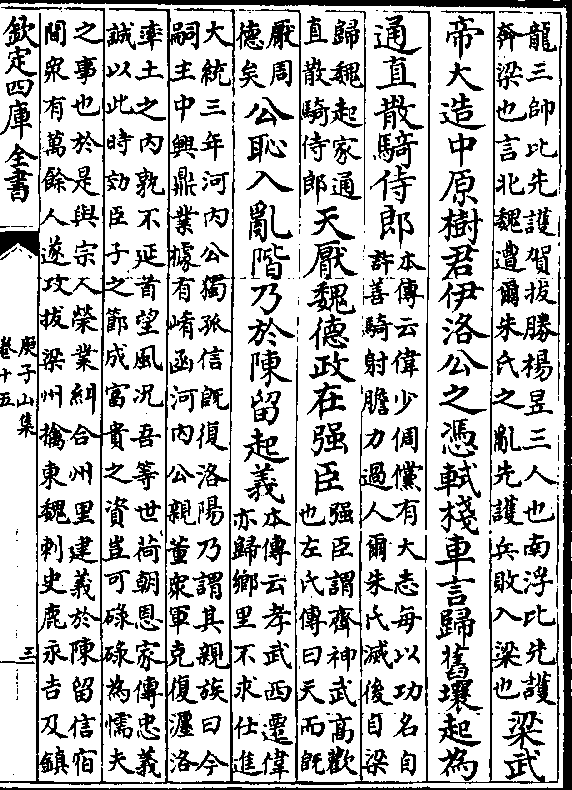 龍三帥比先護賀拔勝楊昱三人也南浮比先護
奔梁也言北魏遭爾朱氏之亂先護兵敗入梁也
梁武
帝大造中原樹君伊洛公之憑軾棧車言歸舊壤起為
通直散騎侍郎
本傳云偉少倜儻有大志每以功名自
許善騎射膽力過人爾朱氏滅後自梁
歸魏起家通
直散騎侍郎
天厭魏德政在强臣
强臣謂齊神武高歡
也左氏傳曰天而既
厭周
德矣
公恥入亂階乃於陳留起義
本傳云孝武西遷偉
亦歸鄉里不求仕進
大統三年河内公獨孤信既復洛陽乃謂其親族曰今
嗣主中興鼎業據有崤函河内公親董衆軍克復瀍洛
率土之内孰不延首望風况吾等世荷朝恩家傳忠義
誠以此時効臣子之節成富貴之資豈可碌碌為懦夫
之事也於是與宗人榮業糾合州里建義於陳留信宿
間衆有萬餘人遂攻拔梁州擒東魏刺史鹿永吉及鎮
欽定四庫全書
庾子山集
卷十五
三